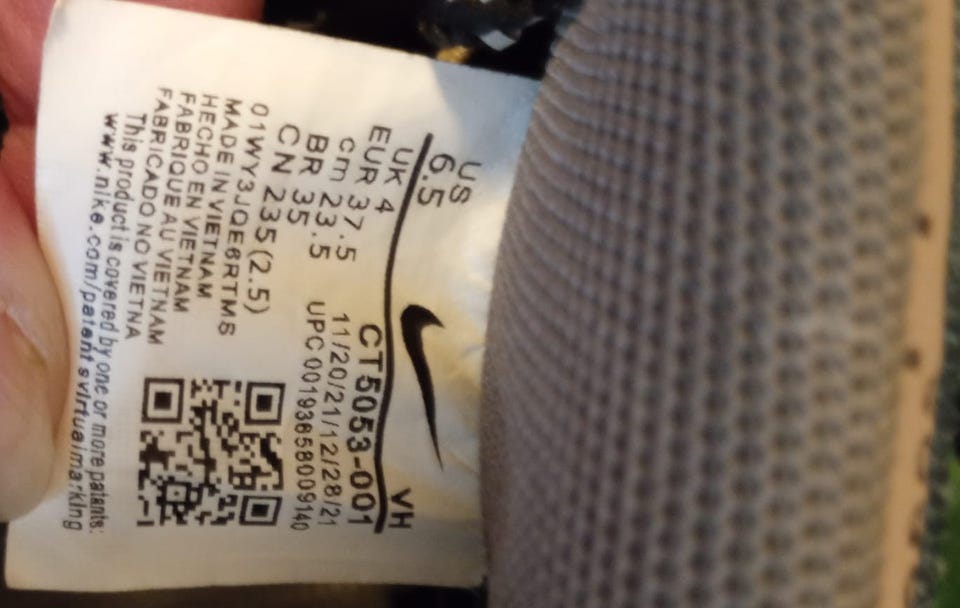 US
6.5
VH
UK 4
EUR 37.5
cm 23.5
BR 35
CN 235 (2.5)
CT5053-001
11/20/21/12/28/21
UPC 00193658009140
01WY3JQE6RTMS
MADE IN VIETNAM
HECHO EN VIETNAM
FABRIQUE AU VIETNAM
FABRICADO NO VIETNA
This product is covered by one or more patents:
www.nike.com/patentsvirtualmarking